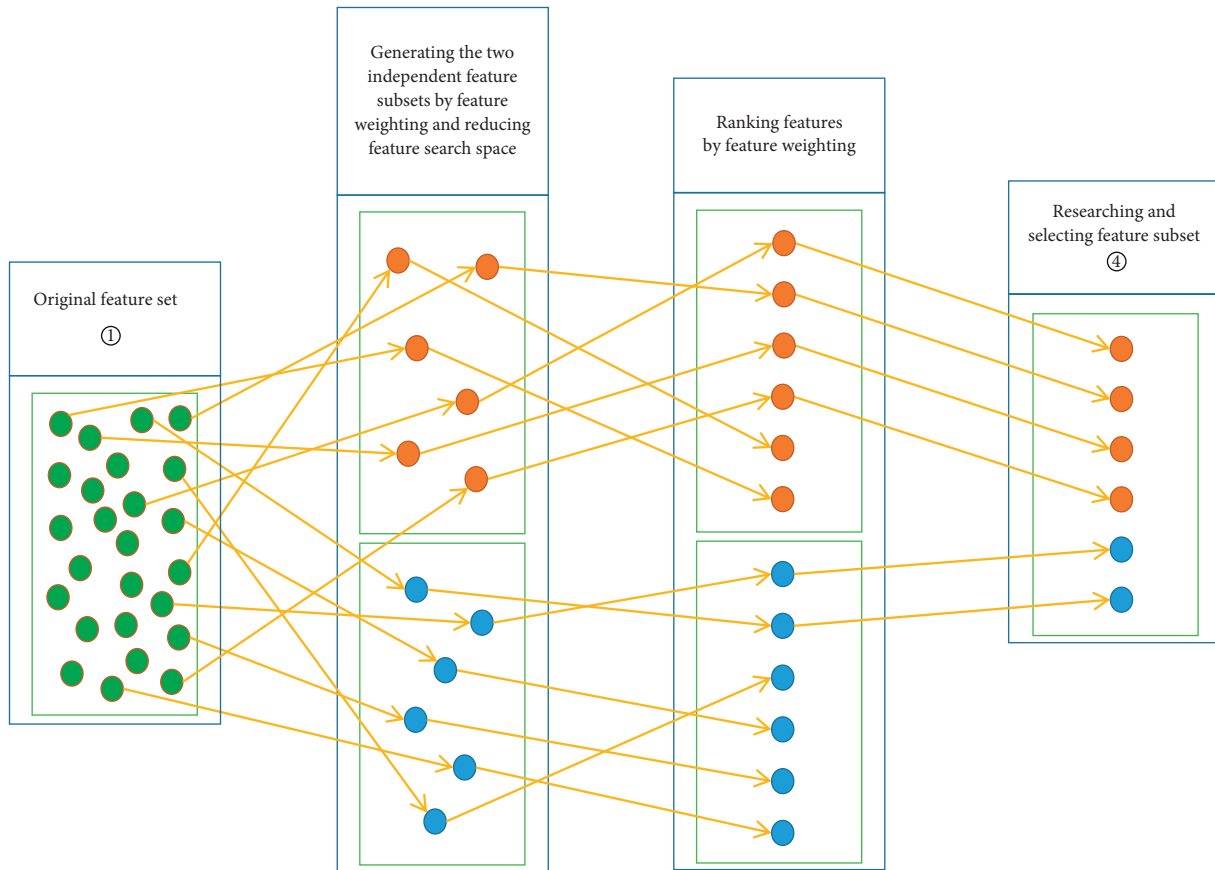 Original feature set
①
Generating the two
independent feature
subsets by feature
weighting and reducing
feature search space
Ranking features
by feature weighting
Researching and
selecting feature subset
④